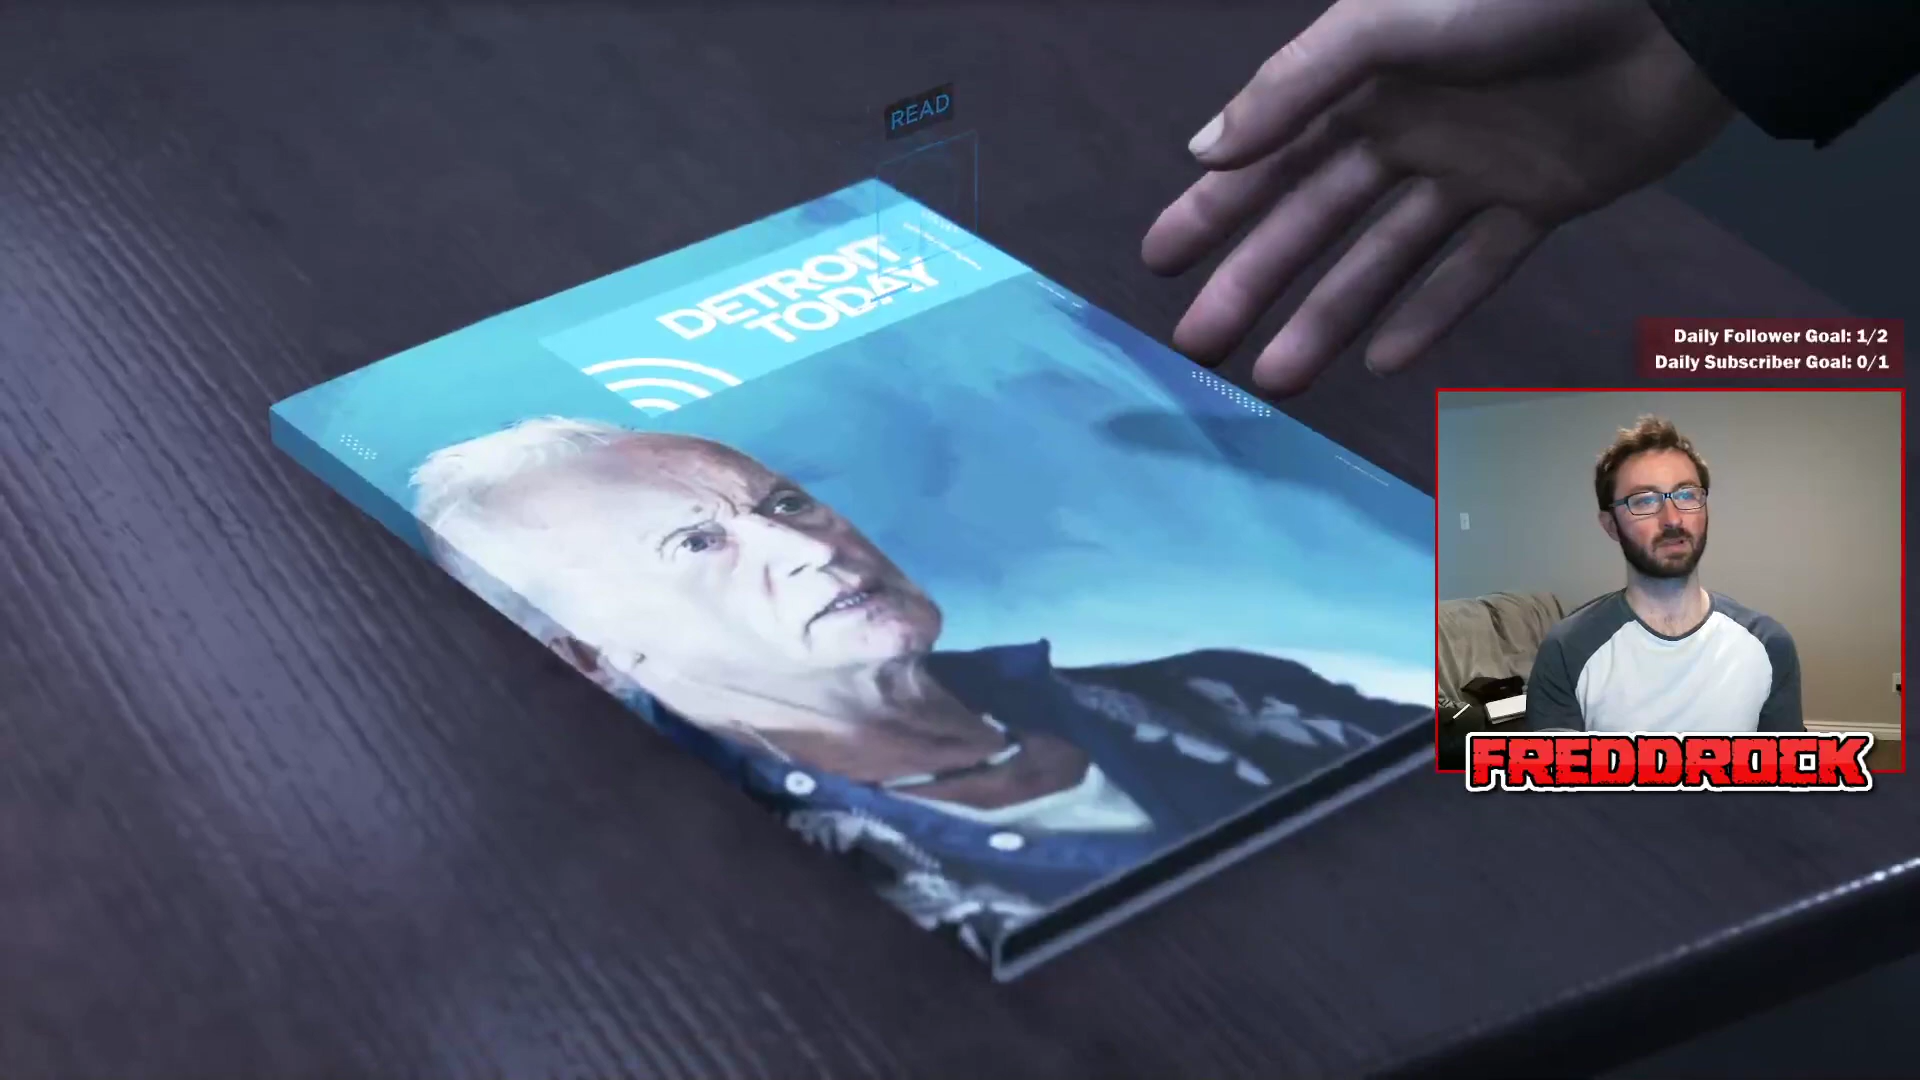 READ
DETROIT
TODAY
Daily Follower Goal: 1/2
Daily Subscriber Goal: 0/1
FREDDROCK